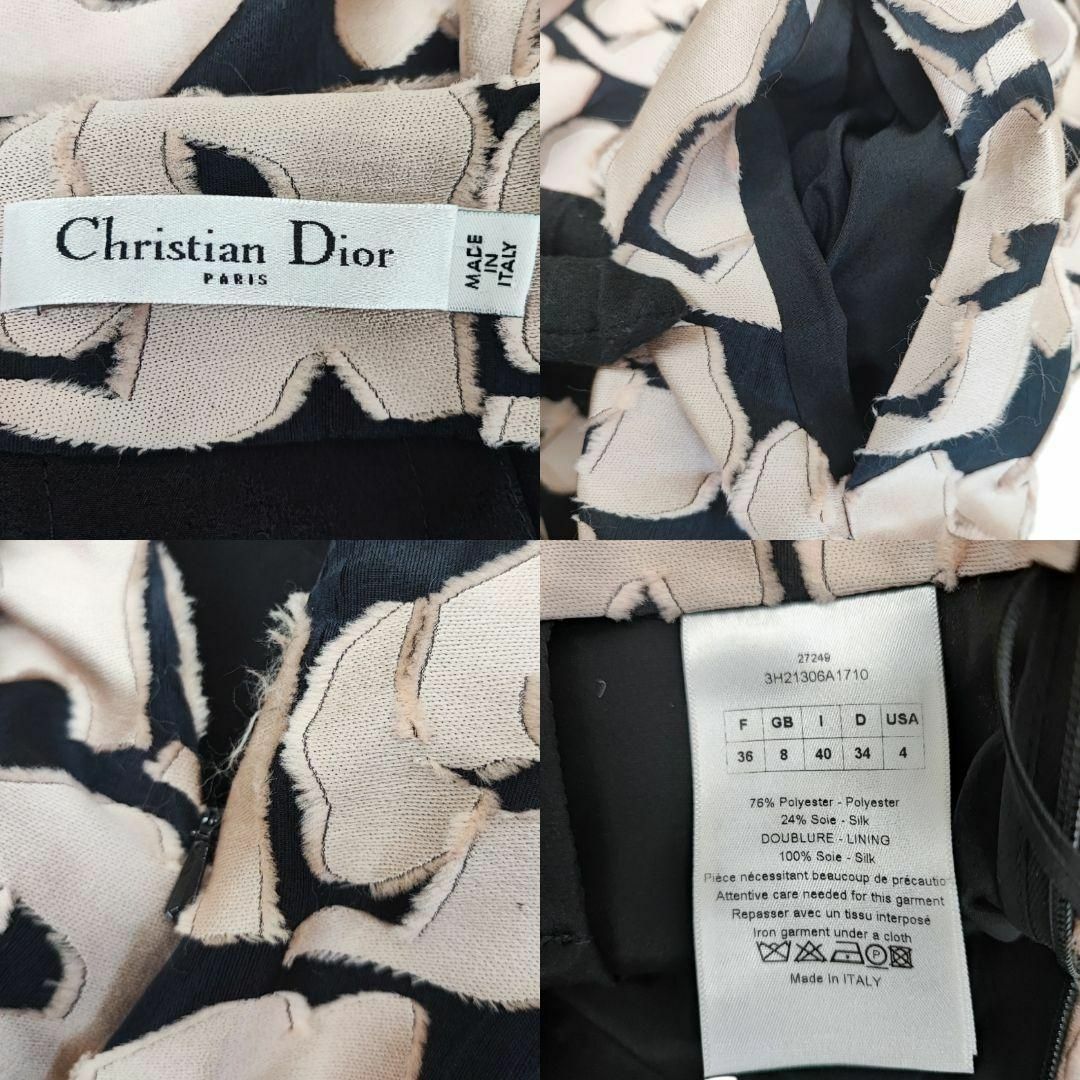 Christian Dior
PARIS
MADE
IN
ITALY
27249
3H21306A1710
F GB I D USA
36 8 40 34 4
76% Polyester - Polyester
24% Soie - Silk
DOUBLURE - LINING
100% Soie - Silk
Pièce nécessitant beaucoup de précautio
Attentive care needed for this garment
Repasser avec un tissu interposé
Iron garment under a cloth
P
Made in ITALY